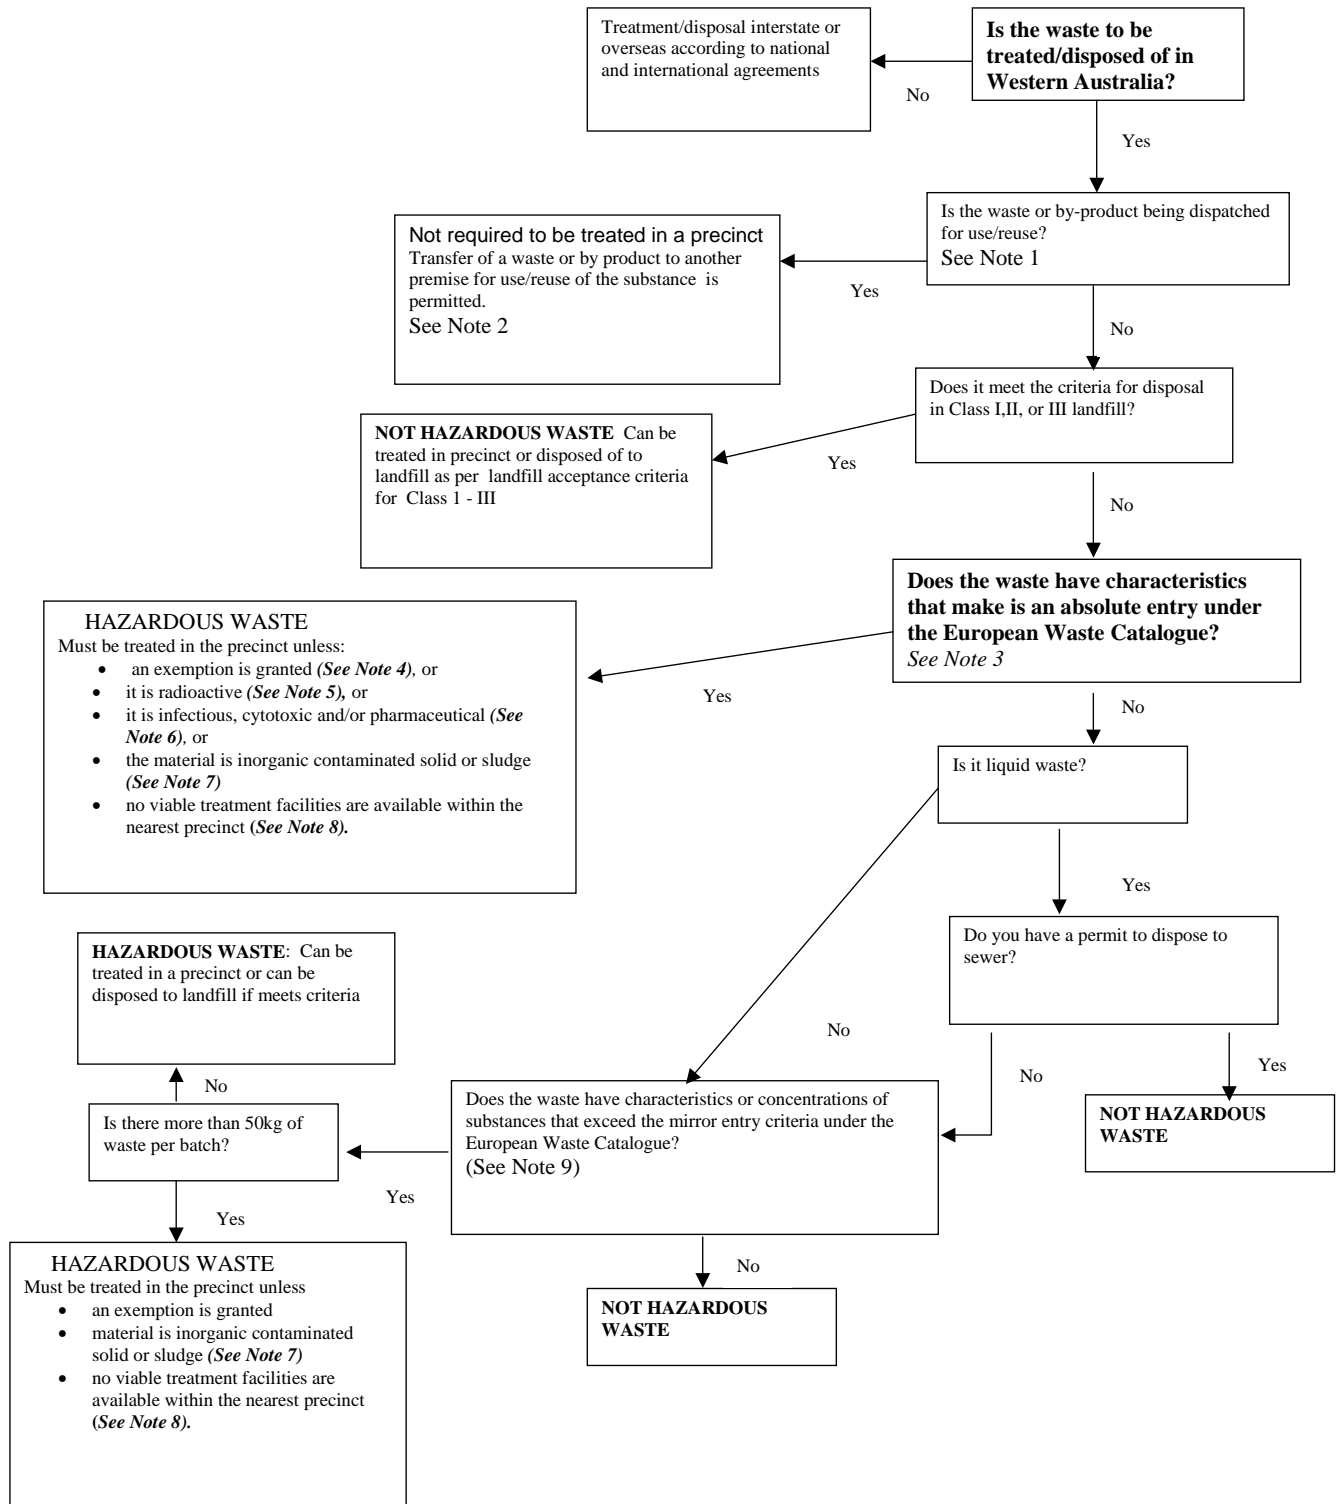 Treatment/disposal interstate or
overseas according to national
and international agreements
Is the waste to be
treated/disposed of in
Western Australia?
No
Yes
Is the waste or by-product being dispatched
for use/reuse?
See Note 1
Not required to be treated in a precinct
Transfer of a waste or by product to another
premise for use/reuse of the substance is
permitted.
See Note 2
Yes
No
Does it meet the criteria for disposal
in Class I,II, or III landfill?
NOT HAZARDOUS WASTE Can be
treated in precinct or disposed of to
landfill as per landfill acceptance criteria
for Class 1 - III
Yes
No
Does the waste have characteristics
that make is an absolute entry under
the European Waste Catalogue?
See Note 3
HAZARDOUS WASTE
Must be treated in the precinct unless:
• an exemption is granted (See Note 4), or
• it is radioactive (See Note 5), or
• it is infectious, cytotoxic and/or pharmaceutical (See
Note 6), or
• the material is inorganic contaminated solid or sludge
(See Note 7)
• no viable treatment facilities are available within the
nearest precinct (See Note 8).
Yes
No
Is it liquid waste?
Yes
Do you have a permit to dispose to
sewer?
HAZARDOUS WASTE: Can be
treated in a precinct or can be
disposed to landfill if meets criteria
No
No
Yes
No
Does the waste have characteristics or concentrations of
substances that exceed the mirror entry criteria under the
European Waste Catalogue?
(See Note 9)
NOT HAZARDOUS
WASTE
Is there more than 50kg of
waste per batch?
Yes
Yes
HAZARDOUS WASTE
Must be treated in the precinct unless
• an exemption is granted
• material is inorganic contaminated
solid or sludge (See Note 7)
• no viable treatment facilities are
available within the nearest precinct
(See Note 8).
No
NOT HAZARDOUS
WASTE